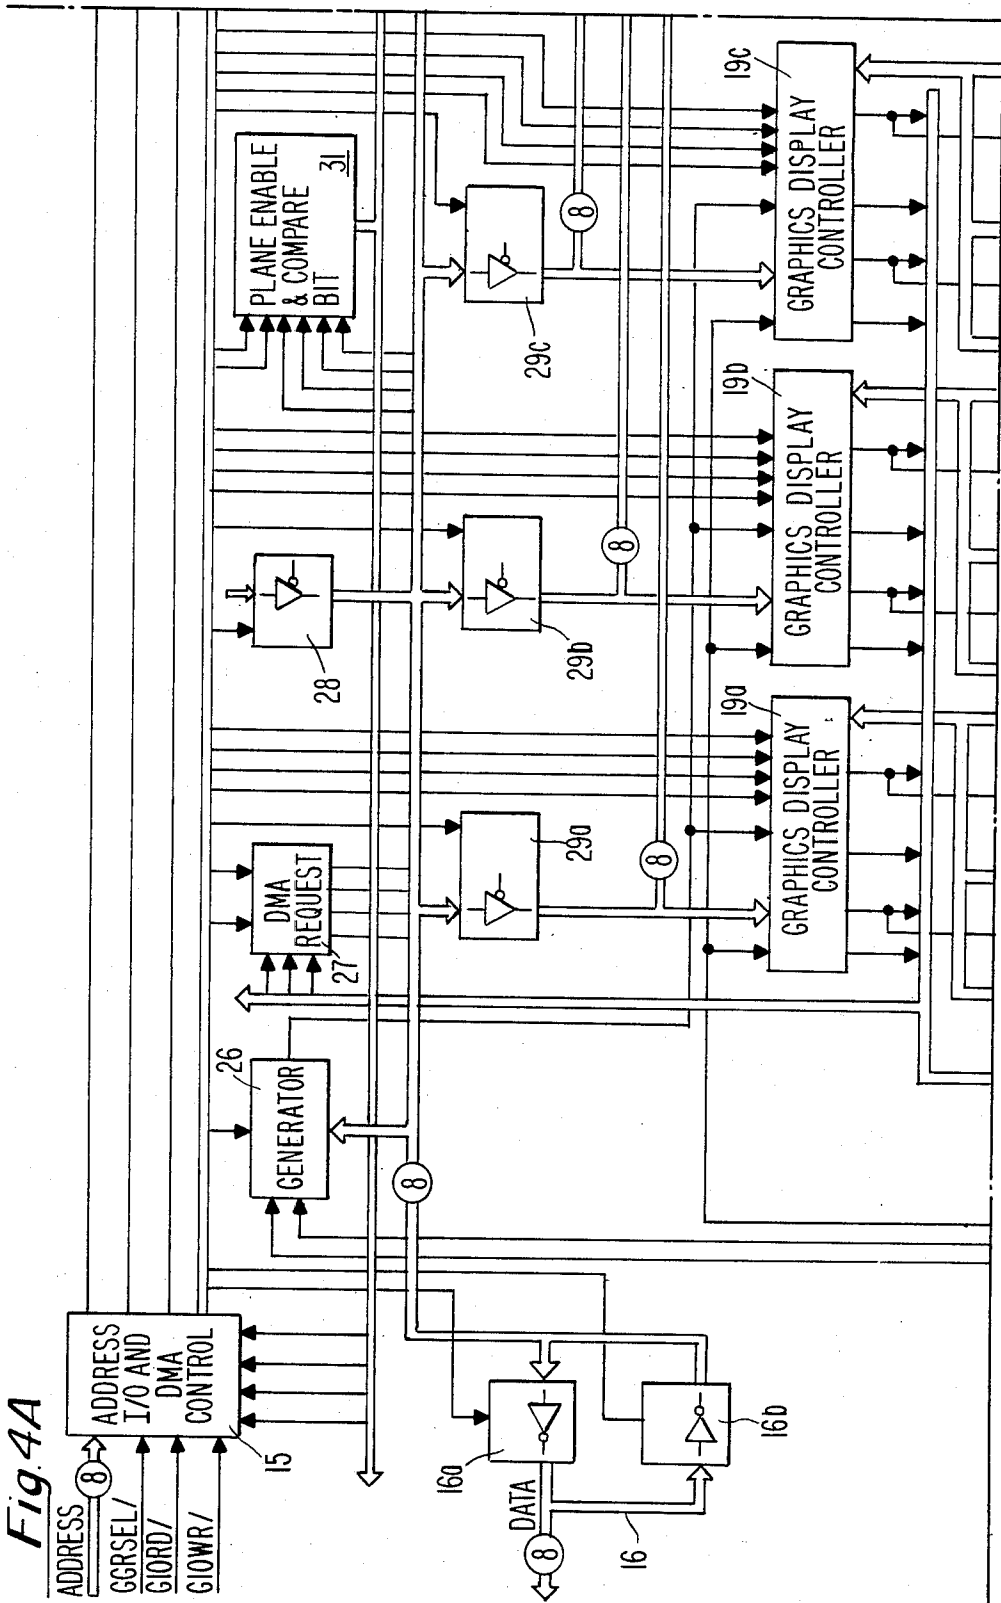 Fig.4A
ADDRESS
8
GGRSEL/
GIORD/
GIOWR/
ADDRESS
I/O AND
DMA
CONTROL
15
DATA
8
16
16a
16b
8
GENERATOR
26
DMA
REQUEST
27
28
PLANE ENABLE
& COMPARE
BIT
31
29a
29b
29c
8
8
8
GRAPHICS DISPLAY
CONTROLLER
19a
GRAPHICS DISPLAY
CONTROLLER
19b
GRAPHICS DISPLAY
CONTROLLER
19c